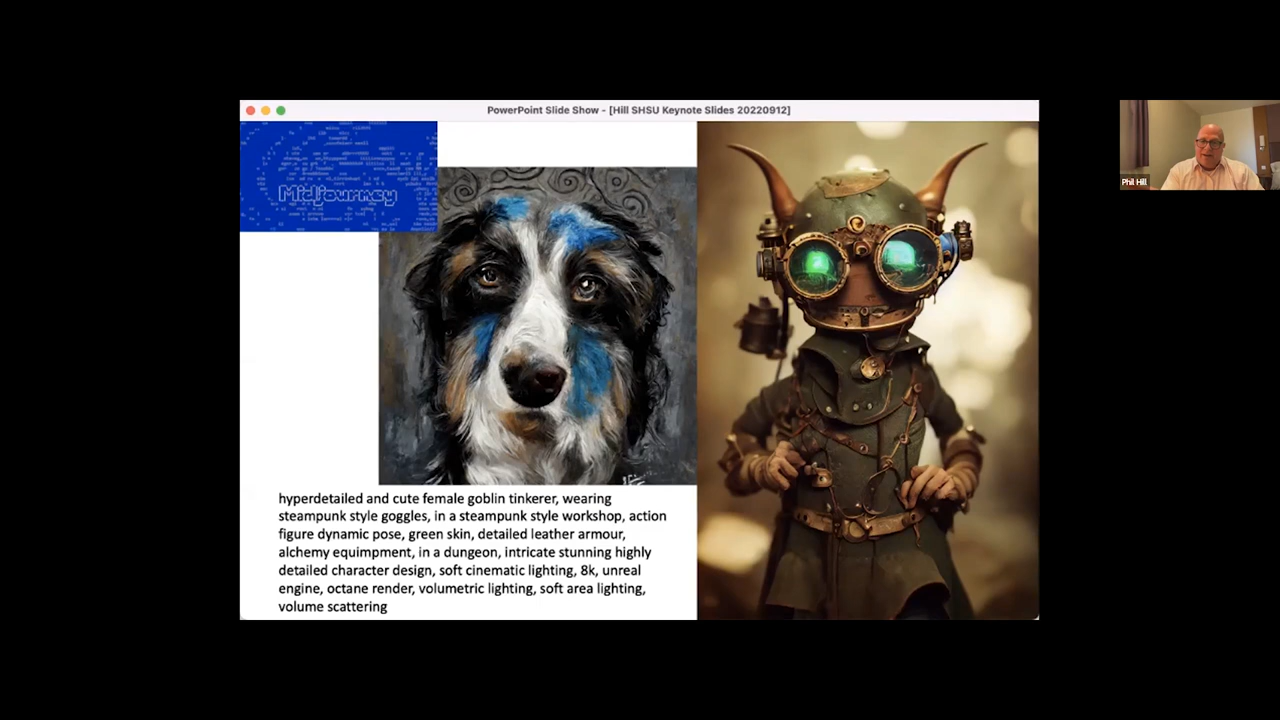 PowerPoint Slide Show - [Hill SHSU Keynote Slides 20220912]
Midjourney
hyperdetailed and cute female goblin tinkerer, wearing
steampunk style goggles, in a steampunk style workshop, action
figure dynamic pose, green skin, detailed leather armour,
alchemy equimpment, in a dungeon, intricate stunning highly
detailed character design, soft cinematic lighting, 8k, unreal
engine, octane render, volumetric lighting, soft area lighting,
volume scattering
Phil Hill